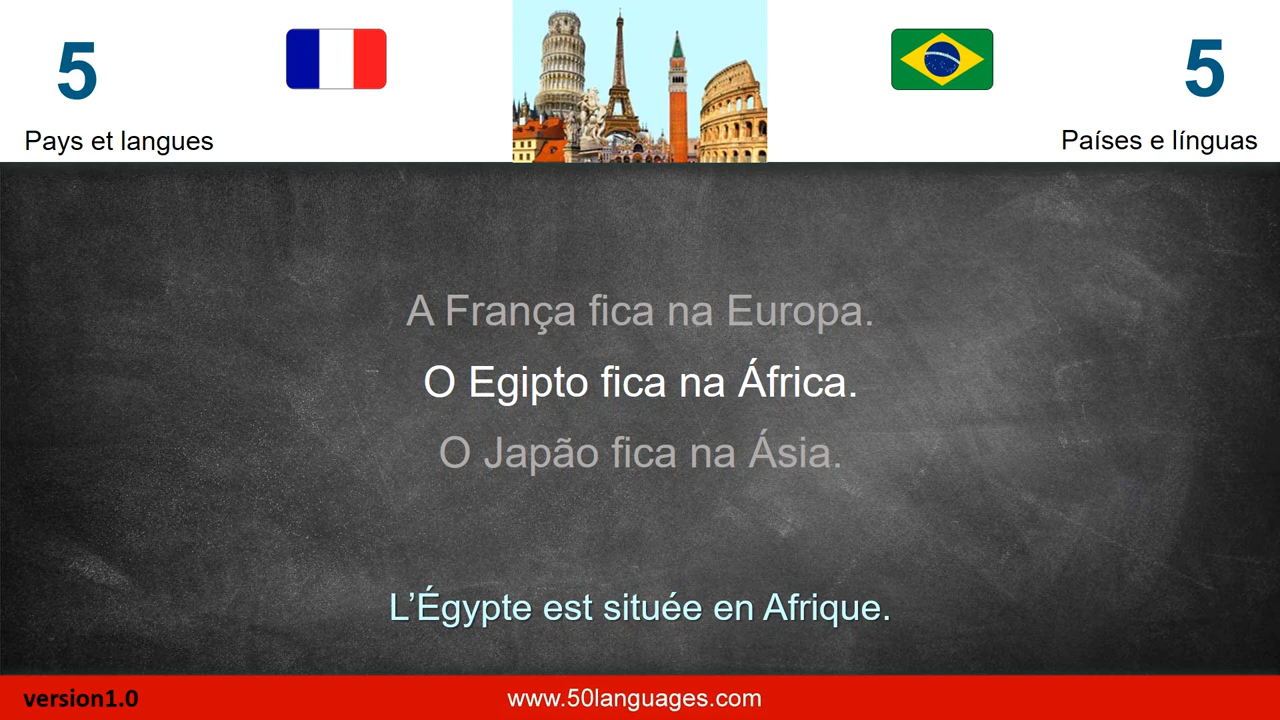 5
5
Pays et langues
Países e línguas
A França fica na Europa.
O Egipto fica na África.
O Japão fica na Ásia.
L’Égypte est située en Afrique.
version1.0
www.50languages.com